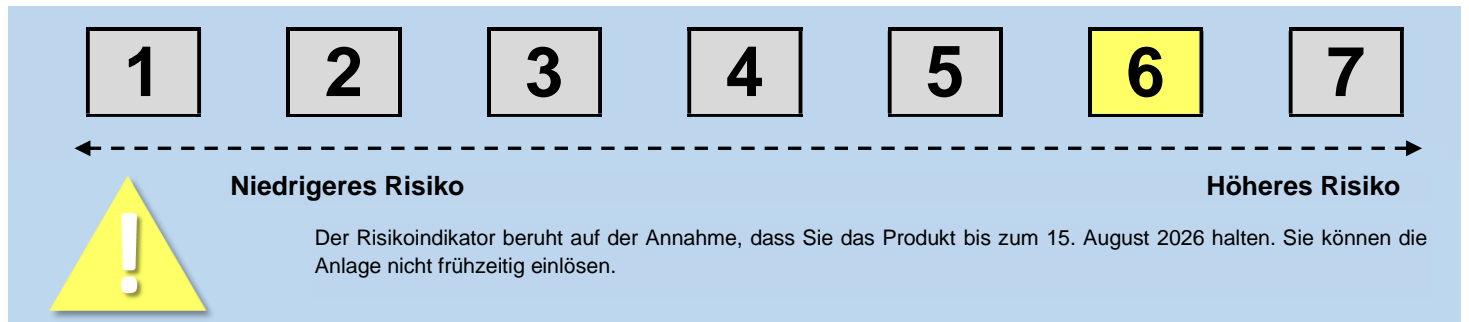 1 2 3 4 5 6 7
Niedrigeres Risiko Höheres Risiko
!
Der Risikoindikator beruht auf der Annahme, dass Sie das Produkt bis zum 15. August 2026 halten. Sie können die
Anlage nicht frühzeitig einlösen.